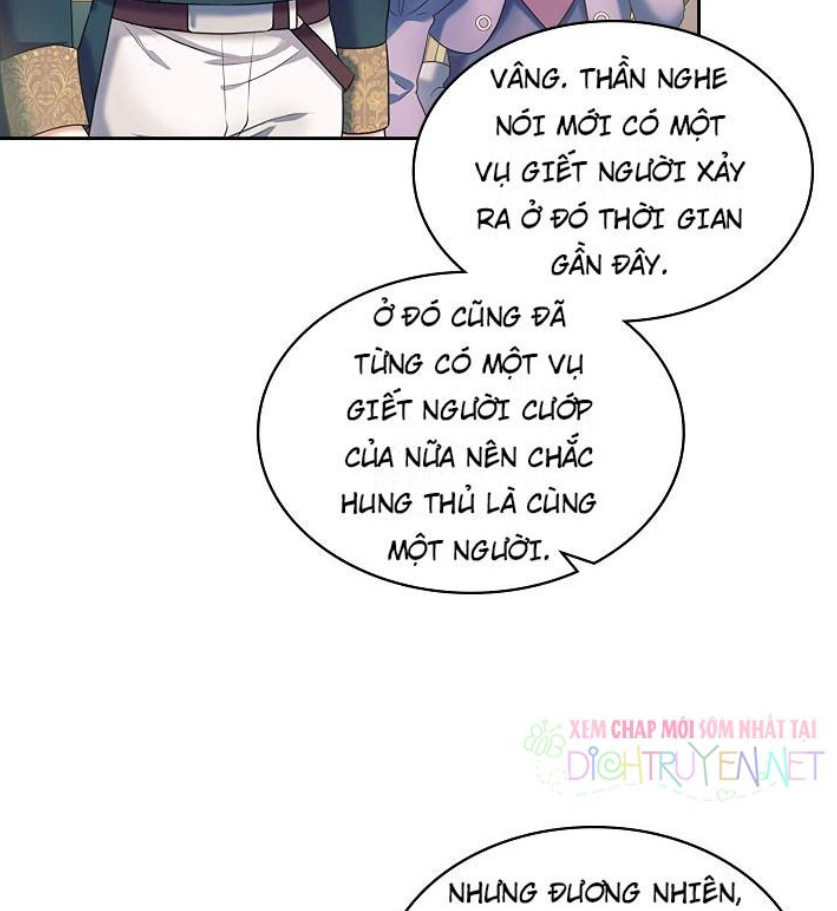 VÂNG. THẦN NGHE
NÓI MỚI CÓ MỘT
VỤ GIẾT NGƯỜI XẢY
RA Ở ĐÓ THỜI GIAN
GẦN ĐÂY.
Ở ĐÓ CŨNG ĐÃ
TỪNG CÓ MỘT VỤ
GIẾT NGƯỜI CƯỚP
CỦA NỮA NÊN CHẮC
HUNG THỦ LÀ CÙNG
MỘT NGƯỜI.
XEM CHAP MỚI SỚM NHẤT TẠI
DICHTRUYEN.NET
NHƯNG ĐƯƠNG NHIÊN,